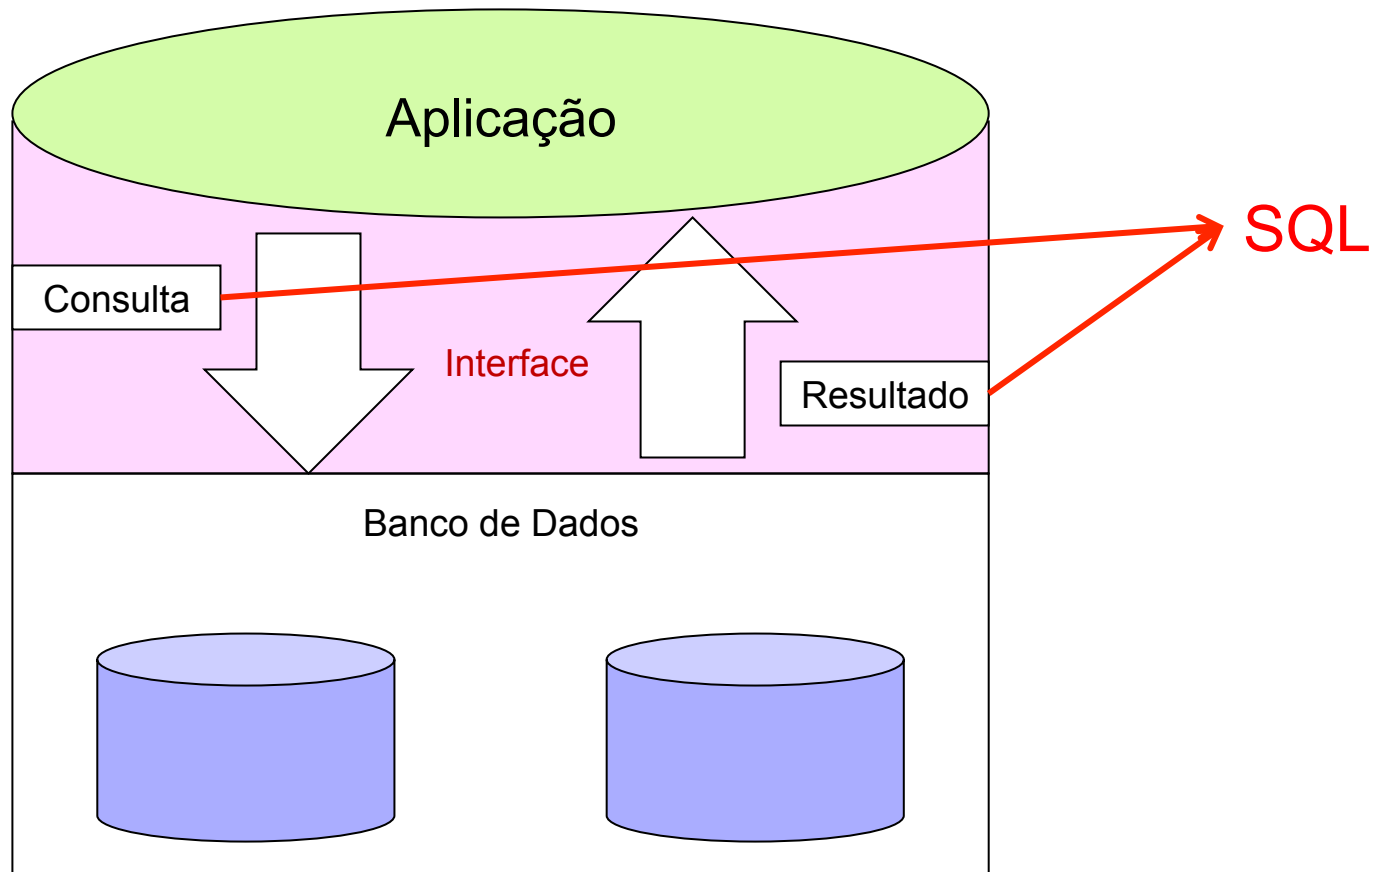 Aplicação
SQL
Consulta
Interface
Resultado
Banco de Dados